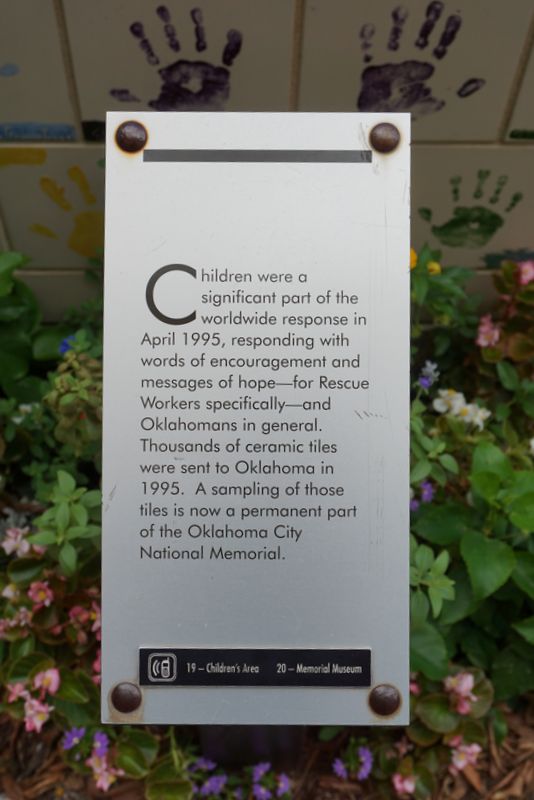 Children were a
significant part of the
worldwide response in
April 1995, responding with
words of encouragement and
messages of hope—for Rescue
Workers specifically—and
Oklahomans in general.
Thousands of ceramic tiles
were sent to Oklahoma in
1995.  A sampling of those
tiles is now a permanent part
of the Oklahoma City
National Memorial.
19 – Children's Area 20 – Memorial Museum